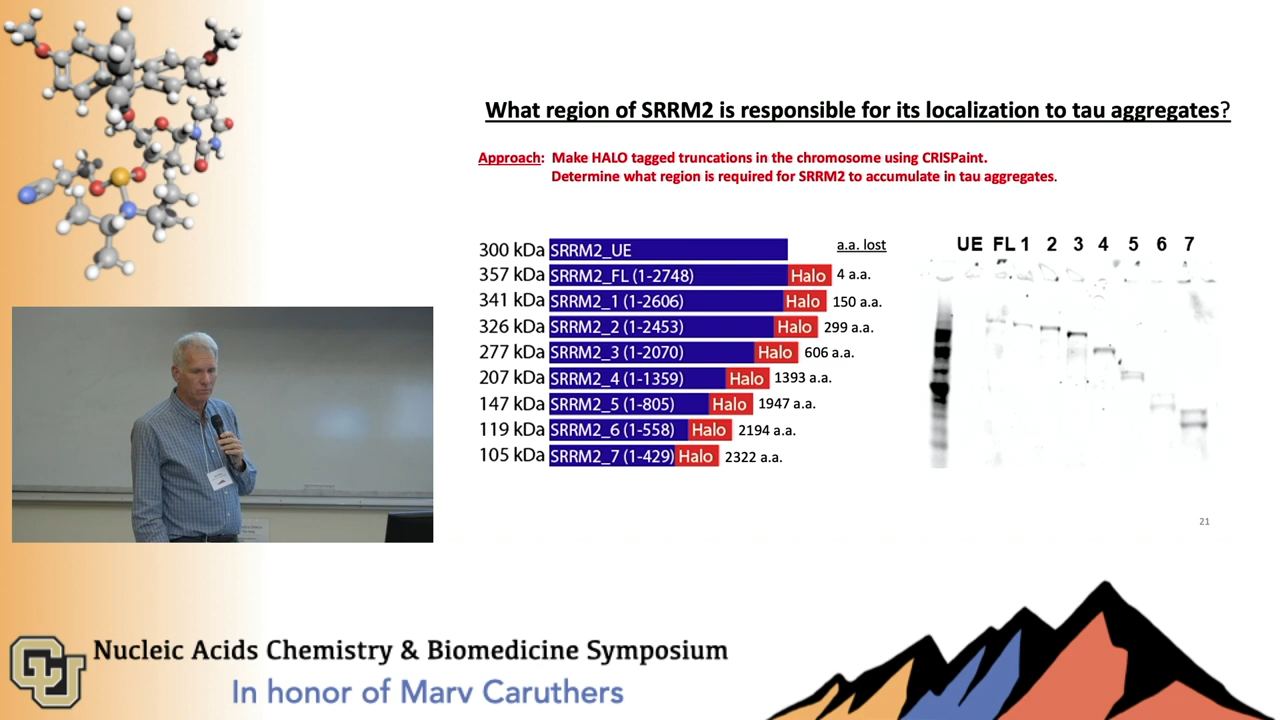 What region of SRRM2 is responsible for its localization to tau aggregates?
Approach: Make HALO tagged truncations in the chromosome using CRISPaint.
Determine what region is required for SRRM2 to accumulate in tau aggregates.
a.a. lost
300 kDa SRRM2_UE
357 kDa SRRM2_FL (1-2748) Halo 4 a.a.
341 kDa SRRM2_1 (1-2606) Halo 150 a.a.
326 kDa SRRM2_2 (1-2453) Halo 299 a.a.
277 kDa SRRM2_3 (1-2070) Halo 606 a.a.
207 kDa SRRM2_4 (1-1359) Halo 1393 a.a.
147 kDa SRRM2_5 (1-805) Halo 1947 a.a.
119 kDa SRRM2_6 (1-558) Halo 2194 a.a.
105 kDa SRRM2_7 (1-429) Halo 2322 a.a.
UE FL 1 2 3 4 5 6 7
21
CU
Nucleic Acids Chemistry & Biomedicine Symposium
In honor of Marv Caruthers